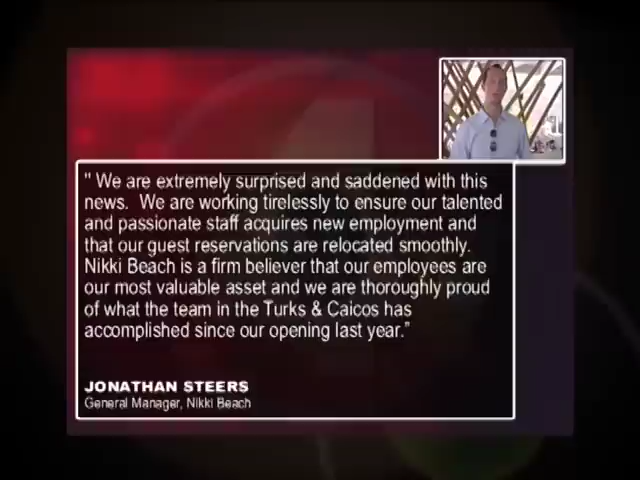 " We are extremely surprised and saddened with this
news. We are working tirelessly to ensure our talented
and passionate staff acquires new employment and
that our guest reservations are relocated smoothly.
Nikki Beach is a firm believer that our employees are
our most valuable asset and we are thoroughly proud
of what the team in the Turks & Caicos has
accomplished since our opening last year."
JONATHAN STEERS
General Manager, Nikki Beach